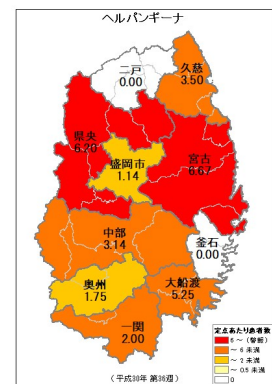 ヘルパンギーナ
二戸
0.00
久慈
3.50
県央
6.20
盛岡市
1.14
宮古
6.67
中部
3.14
釜石
0.00
奥州
1.75
大船渡
5.25
一関
2.00
定点あたり患者数
6 ～ (警報)
～ 6 未満
～ 2 未満
～ 0.5 未満
0
(平成30年 第36週)